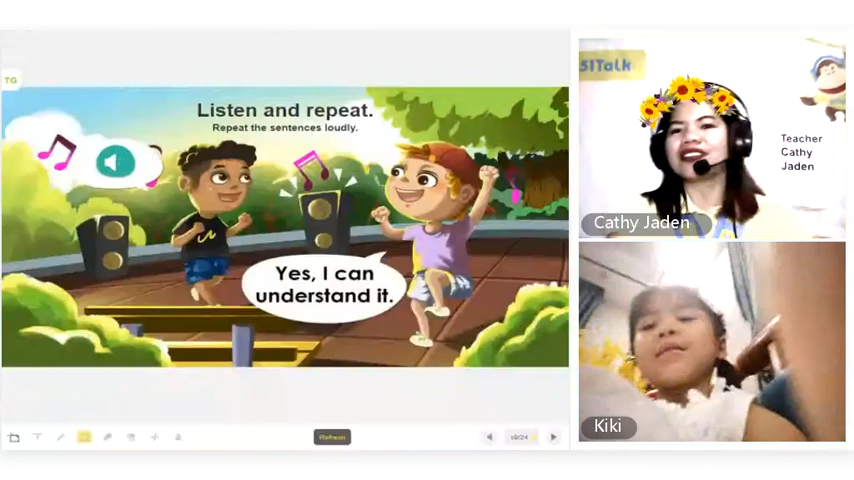 TG
Listen and repeat.
Repeat the sentences loudly.
Yes, I can
understand it.
Refresh
51Talk
Teacher
Cathy
Jaden
Cathy Jaden
Kiki